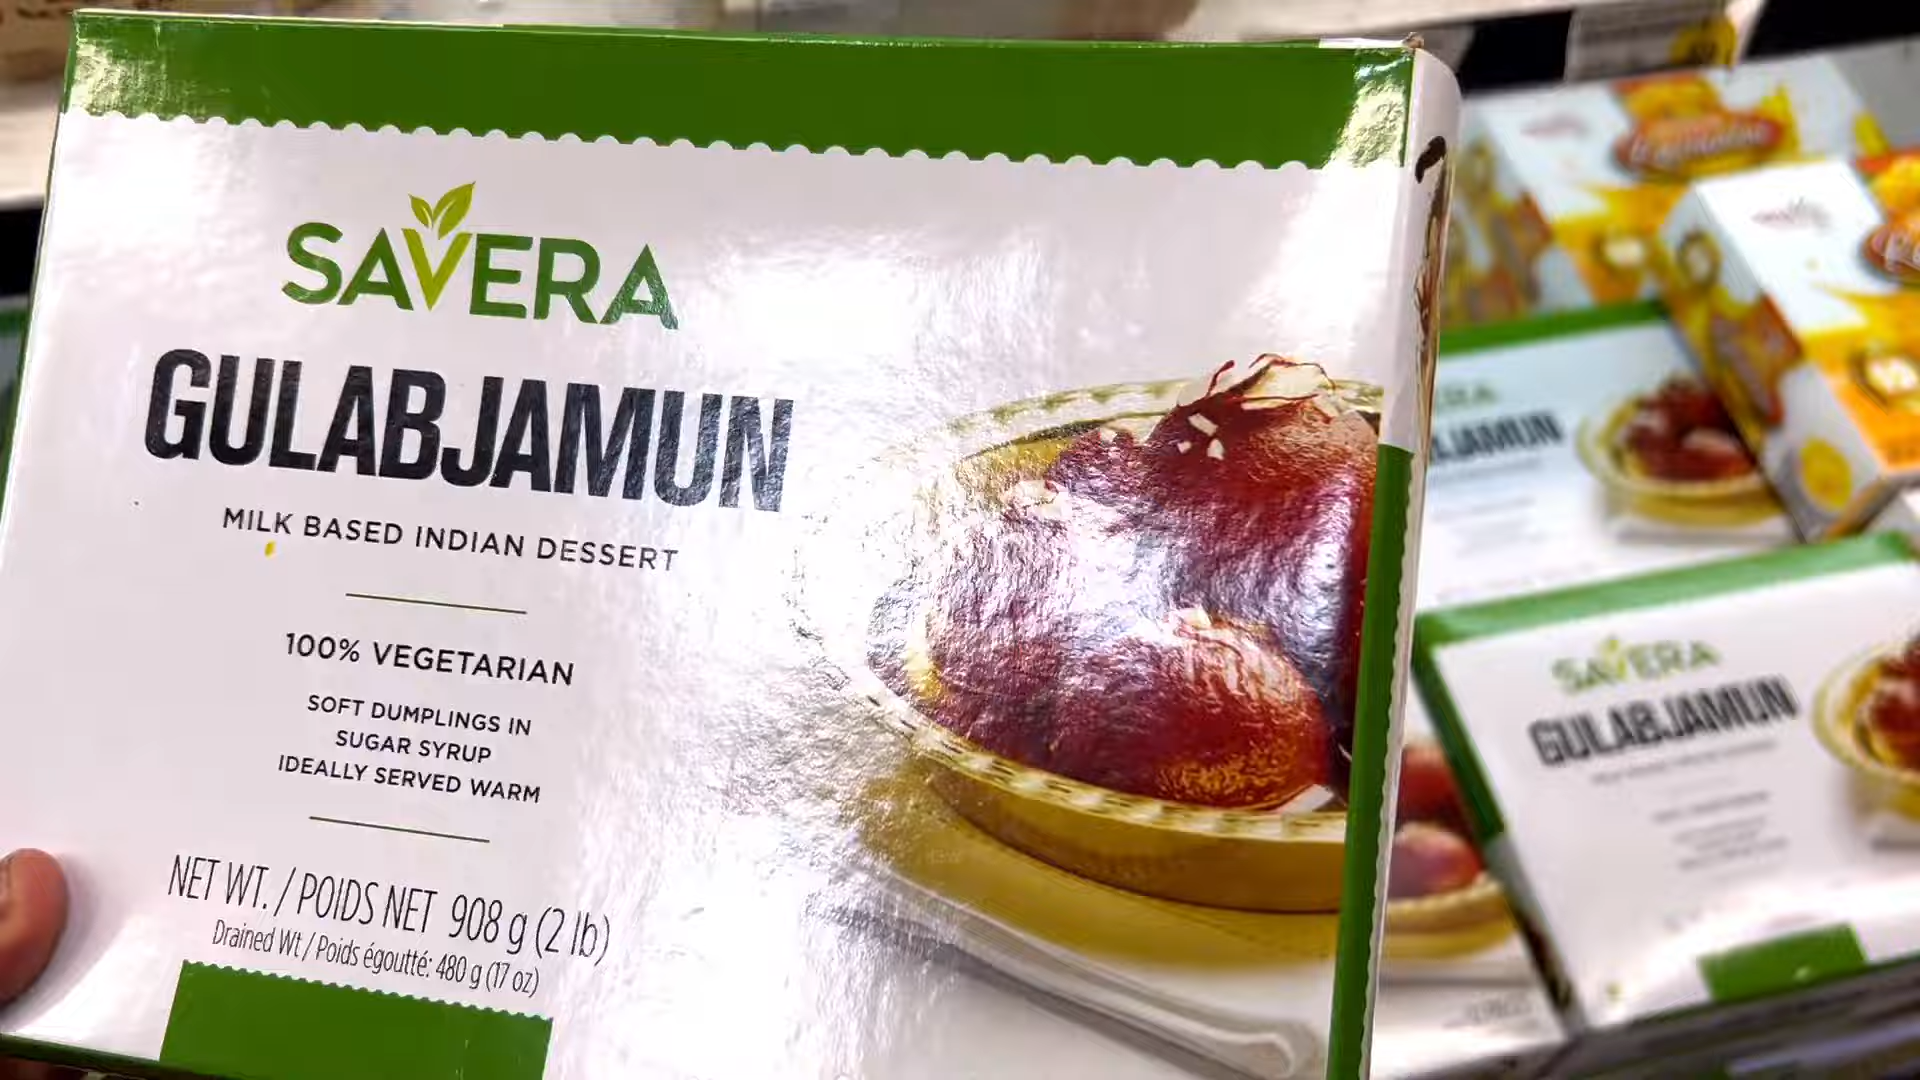 SAVERA
GULABJAMUN
MILK BASED INDIAN DESSERT
100% VEGETARIAN
SOFT DUMPLINGS IN
SUGAR SYRUP
IDEALLY SERVED WARM
NET WT. / POIDS NET 908 g (2 lb)
Drained Wt / Poids égoutté: 480 g (17 oz)
SAVERA
GULABJAMUN